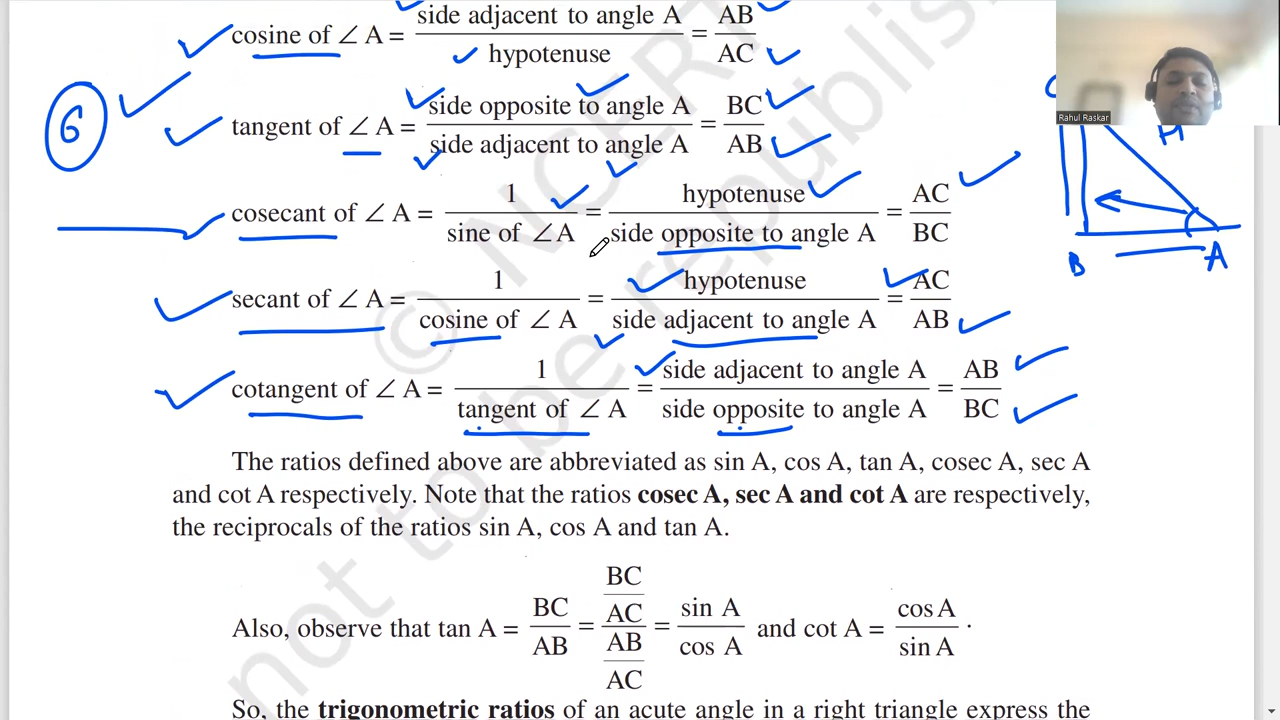 cosine of ∠ A = side adjacent to angle A / hypotenuse = AB / AC
6
tangent of ∠ A = side opposite to angle A / side adjacent to angle A = BC / AB
cosecant of ∠ A = 1 / sine of ∠A = hypotenuse / side opposite to angle A = AC / BC
secant of ∠ A = 1 / cosine of ∠ A = hypotenuse / side adjacent to angle A = AC / AB
cotangent of ∠ A = 1 / tangent of ∠ A = side adjacent to angle A / side opposite to angle A = AB / BC
The ratios defined above are abbreviated as sin A, cos A, tan A, cosec A, sec A
and cot A respectively. Note that the ratios cosec A, sec A and cot A are respectively,
the reciprocals of the ratios sin A, cos A and tan A.
Also, observe that tan A = BC / AB = BC / AC / AB / AC = sin A / cos A and cot A = cos A / sin A .
So, the trigonometric ratios of an acute angle in a right triangle express the
Rahul Raskar
H
B
A
© NCERT
not to be republis